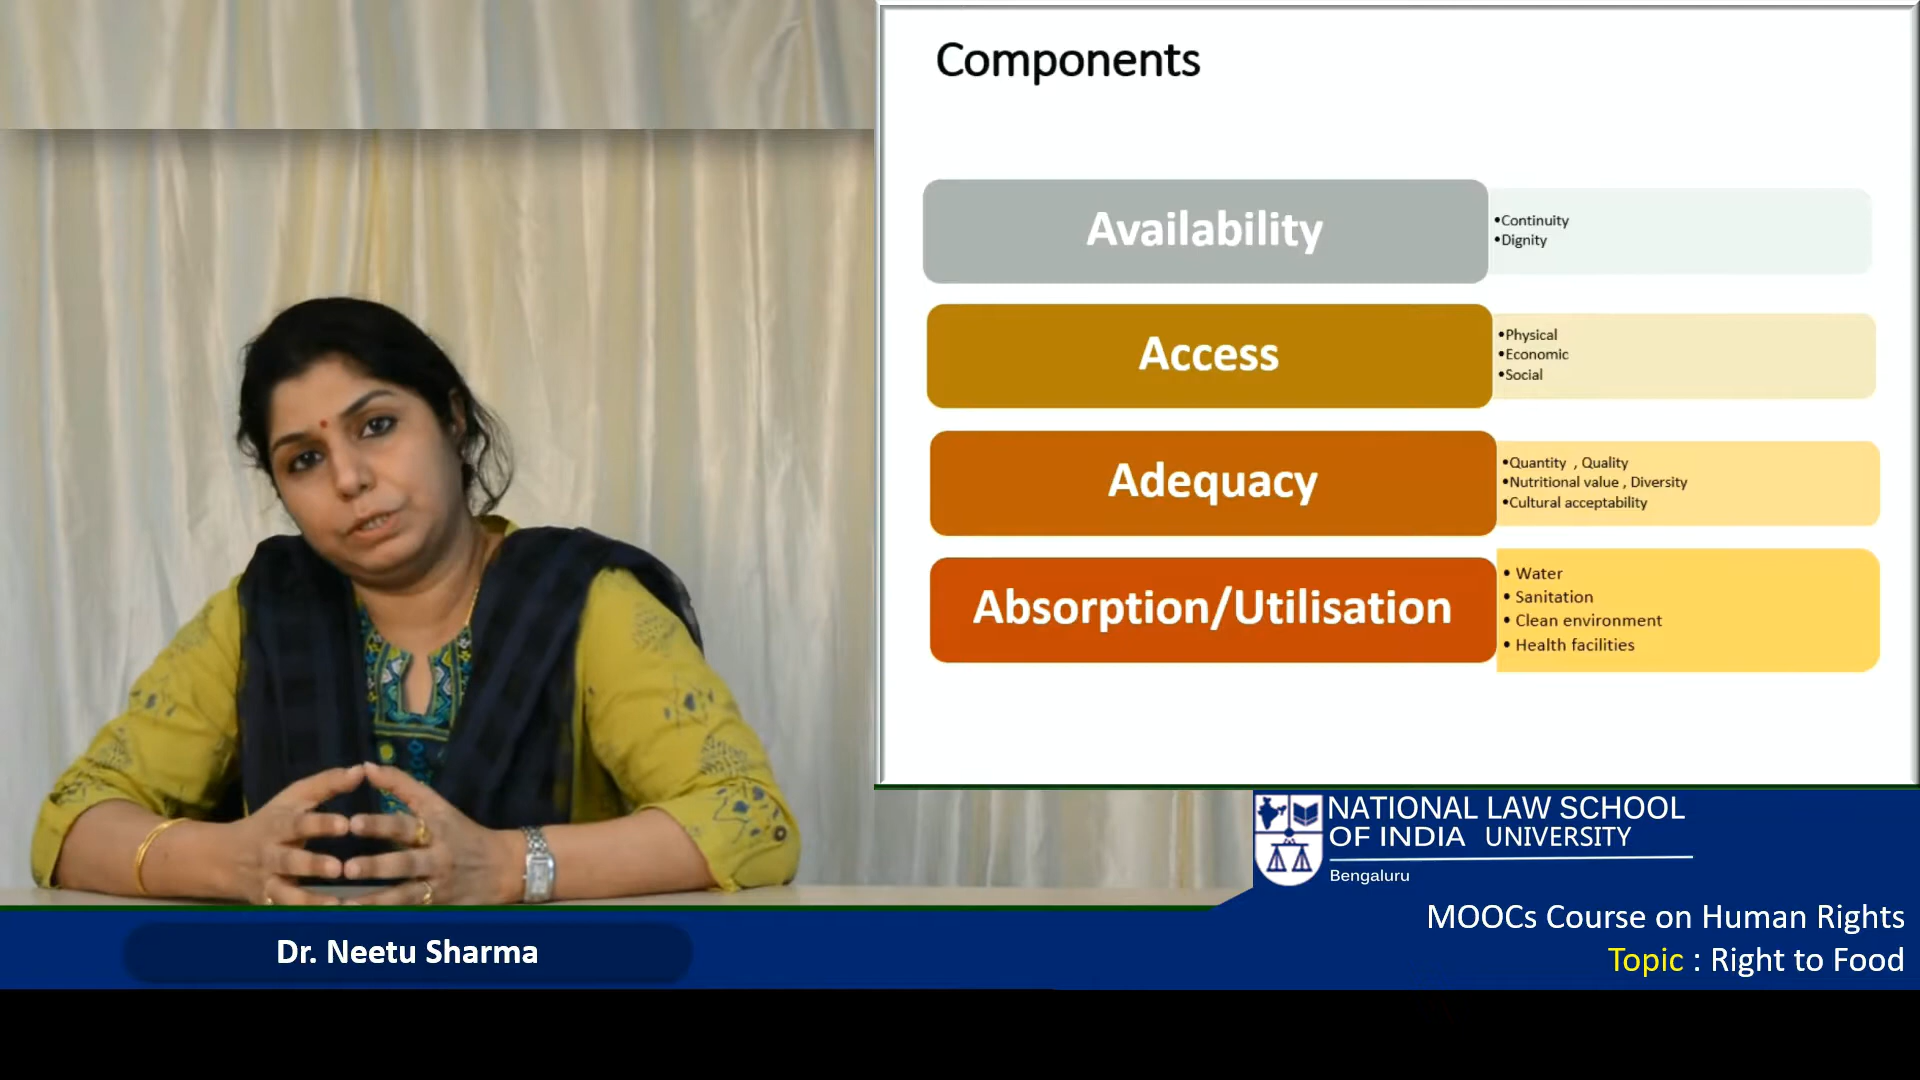 Components
Availability
•Continuity
•Dignity
Access
•Physical
•Economic
•Social
Adequacy
•Quantity , Quality
•Nutritional value , Diversity
•Cultural acceptability
Absorption/Utilisation
• Water
• Sanitation
• Clean environment
• Health facilities
NATIONAL LAW SCHOOL
OF INDIA UNIVERSITY
Bengaluru
MOOCs Course on Human Rights
Topic : Right to Food
Dr. Neetu Sharma